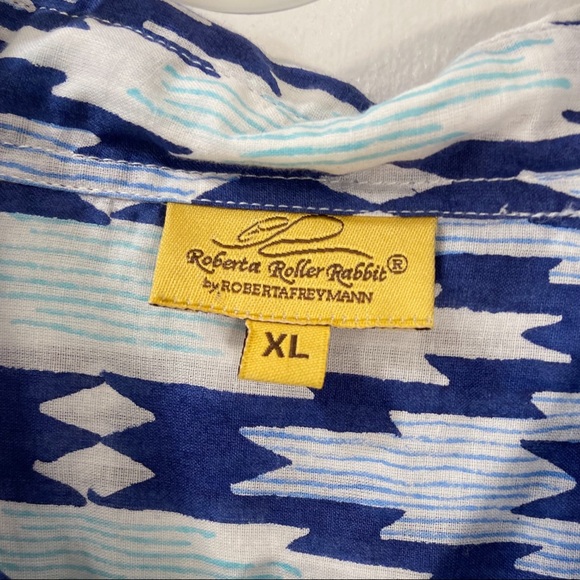 Roberta Roller Rabbit®
by ROBERTAFREYMANN
XL